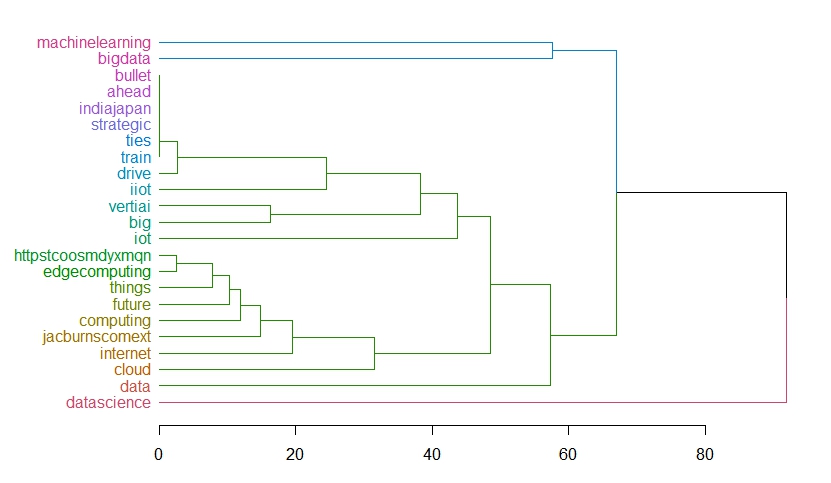 machinelearning
bigdata
bullet
ahead
indiajapan
strategic
ties
train
drive
iiot
vertiai
big
iot
httpstcoosmdyxmqn
edgecomputing
things
future
computing
jacburnscomext
internet
cloud
data
datascience
0 20 40 60 80